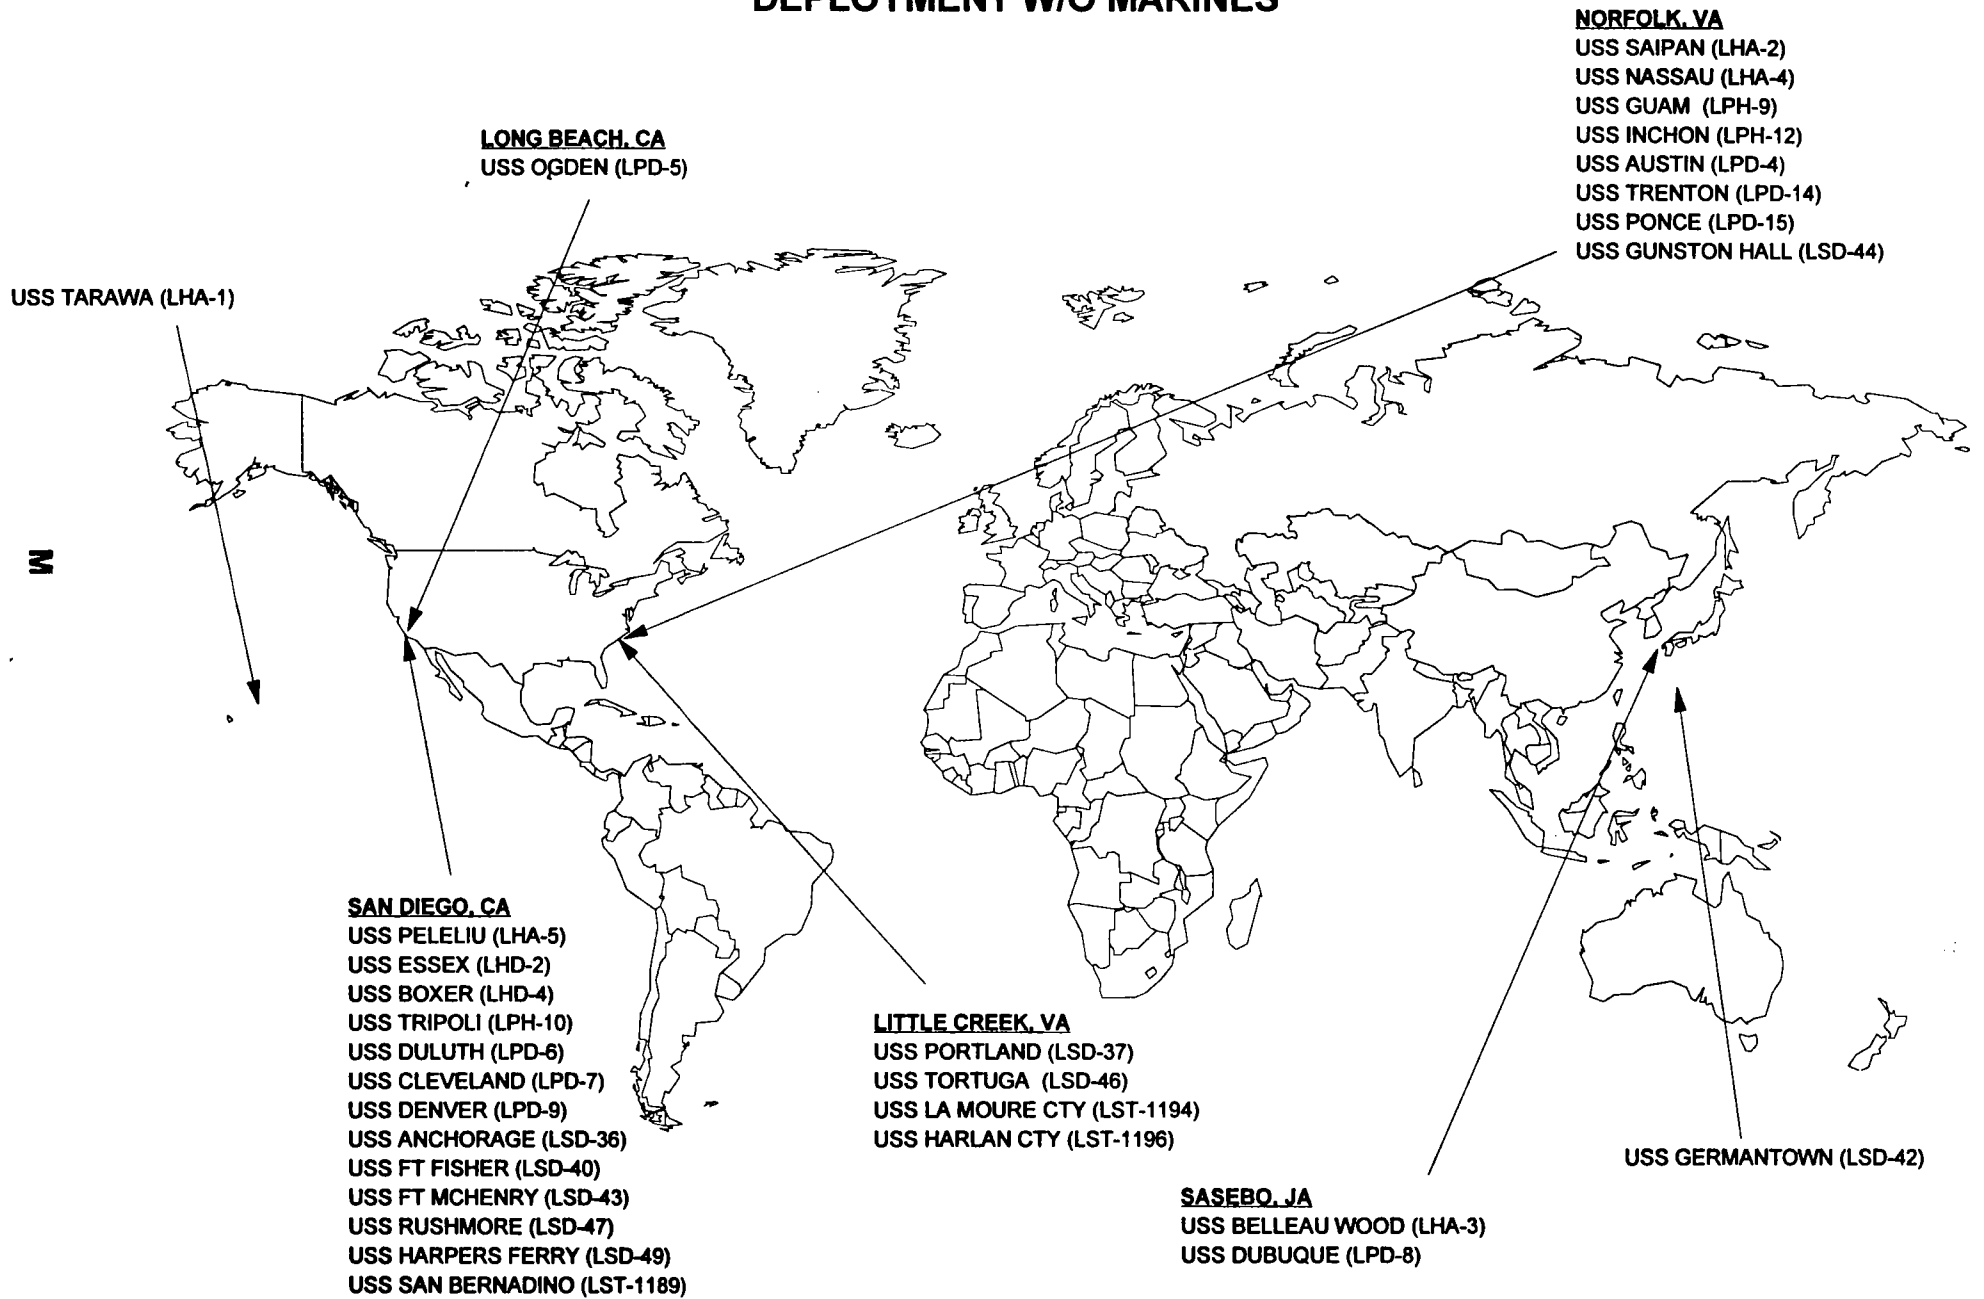 DEPLOYMENT W/O MARINES
NORFOLK, VA
USS SAIPAN (LHA-2)
USS NASSAU (LHA-4)
USS GUAM (LPH-9)
USS INCHON (LPH-12)
USS AUSTIN (LPD-4)
USS TRENTON (LPD-14)
USS PONCE (LPD-15)
USS GUNSTON HALL (LSD-44)
LONG BEACH, CA
USS OGDEN (LPD-5)
USS TARAWA (LHA-1)
M
SAN DIEGO, CA
USS PELELIU (LHA-5)
USS ESSEX (LHD-2)
USS BOXER (LHD-4)
USS TRIPOLI (LPH-10)
USS DULUTH (LPD-6)
USS CLEVELAND (LPD-7)
USS DENVER (LPD-9)
USS ANCHORAGE (LSD-36)
USS FT FISHER (LSD-40)
USS FT MCHENRY (LSD-43)
USS RUSHMORE (LSD-47)
USS HARPERS FERRY (LSD-49)
USS SAN BERNADINO (LST-1189)
LITTLE CREEK, VA
USS PORTLAND (LSD-37)
USS TORTUGA (LSD-46)
USS LA MOURE CTY (LST-1194)
USS HARLAN CTY (LST-1196)
SASEBO, JA
USS BELLEAU WOOD (LHA-3)
USS DUBUQUE (LPD-8)
USS GERMANTOWN (LSD-42)